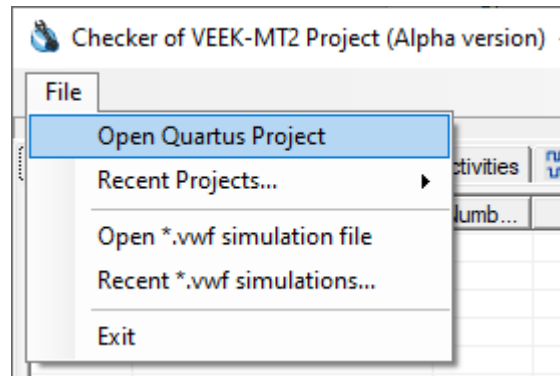 Checker of VEEK-MT2 Project (Alpha version)
File
Open Quartus Project
Recent Projects...
ctivities
Numb...
Open *.vwf simulation file
Recent *.vwf simulations...
Exit